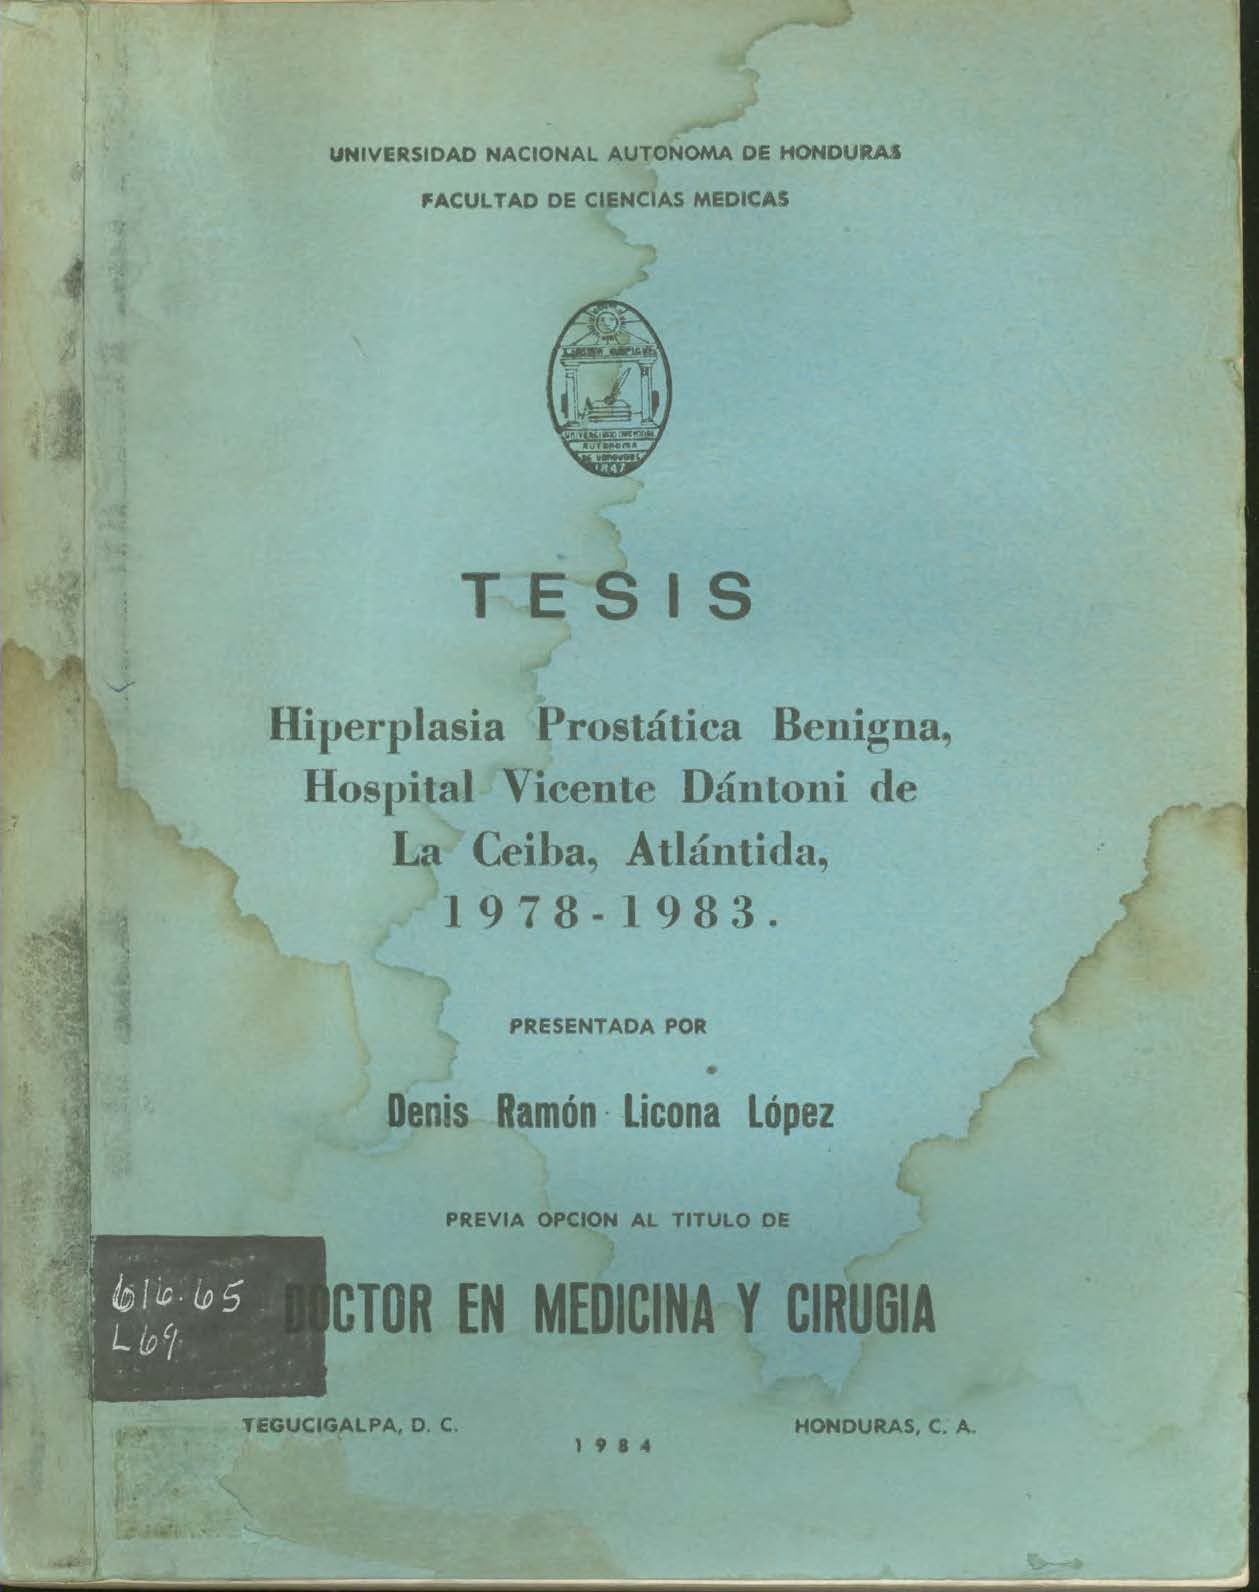 UNIVERSIDAD NACIONAL AUTONOMA DE HONDURAS
FACULTAD DE CIENCIAS MEDICAS
1847
TESIS
Hiperplasia Prostática Benigna,
Hospital Vicente Dántoni de
La Ceiba, Atlántida,
1978-1983.
PRESENTADA POR
Denis Ramón Licona López
PREVIA OPCION AL TITULO DE
DOCTOR EN MEDICINA Y CIRUGIA
616.65
L69
TEGUCIGALPA, D. C.
HONDURAS, C. A.
1984